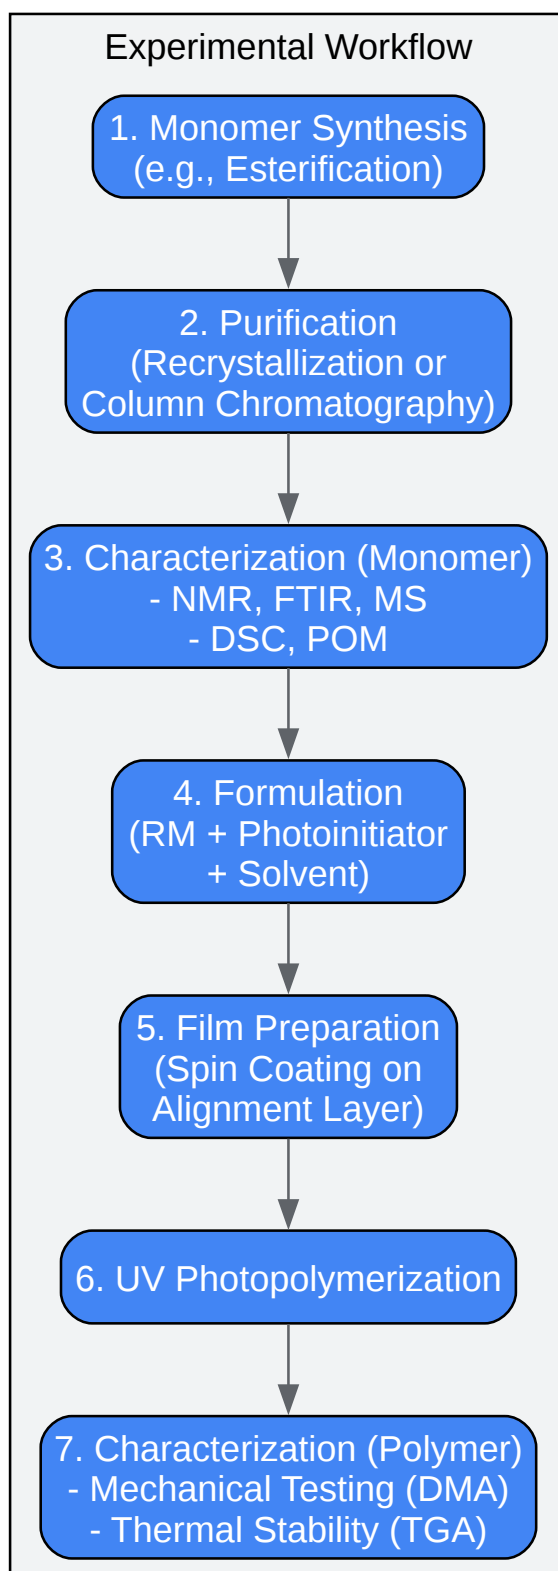 Experimental Workflow
1. Monomer Synthesis
(e.g., Esterification)
2. Purification
(Recrystallization or
Column Chromatography)
3. Characterization (Monomer)
- NMR, FTIR, MS
- DSC, POM
4. Formulation
(RM + Photoinitiator
+ Solvent)
5. Film Preparation
(Spin Coating on
Alignment Layer)
6. UV Photopolymerization
7. Characterization (Polymer)
- Mechanical Testing (DMA)
- Thermal Stability (TGA)